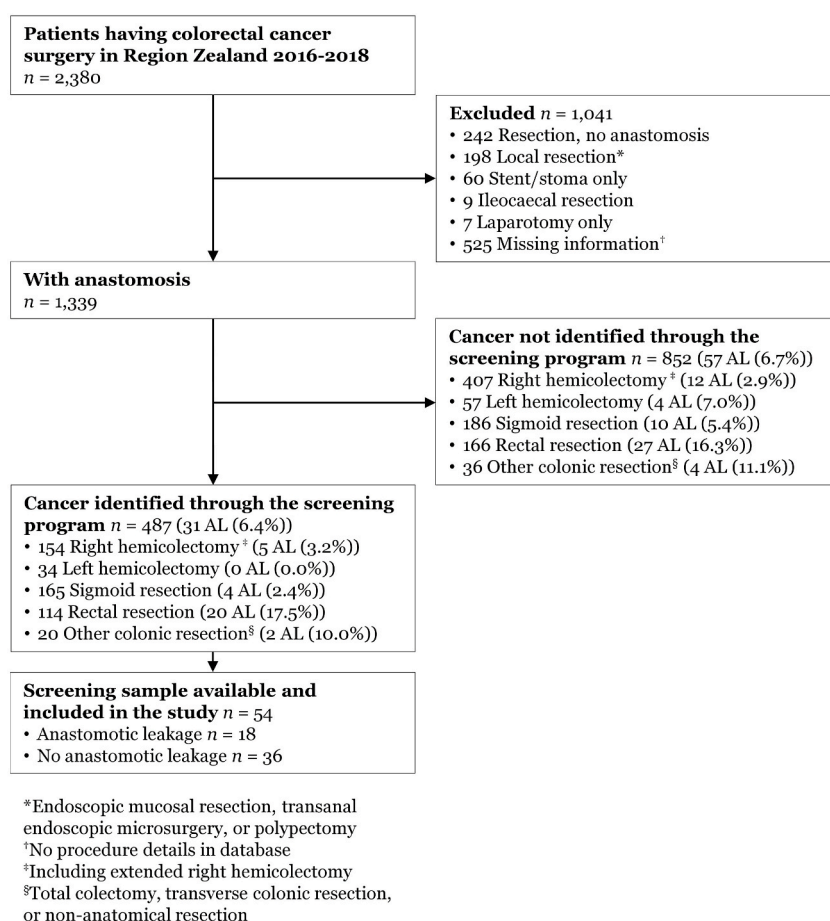 Patients having colorectal cancer
surgery in Region Zealand 2016-2018
n = 2,380
Excluded n = 1,041
• 242 Resection, no anastomosis
• 198 Local resection*
• 60 Stent/stoma only
• 9 Ileocaecal resection
• 7 Laparotomy only
• 525 Missing information†
With anastomosis
n = 1,339
Cancer not identified through the
screening program n = 852 (57 AL (6.7%))
• 407 Right hemicolectomy ‡ (12 AL (2.9%))
• 57 Left hemicolectomy (4 AL (7.0%))
• 186 Sigmoid resection (10 AL (5.4%))
• 166 Rectal resection (27 AL (16.3%))
• 36 Other colonic resection§ (4 AL (11.1%))
Cancer identified through the screening
program n = 487 (31 AL (6.4%))
• 154 Right hemicolectomy ‡ (5 AL (3.2%))
• 34 Left hemicolectomy (0 AL (0.0%))
• 165 Sigmoid resection (4 AL (2.4%))
• 114 Rectal resection (20 AL (17.5%))
• 20 Other colonic resection§ (2 AL (10.0%))
Screening sample available and
included in the study n = 54
• Anastomotic leakage n = 18
• No anastomotic leakage n = 36
*Endoscopic mucosal resection, transanal
endoscopic microsurgery, or polypectomy
†No procedure details in database
‡Including extended right hemicolectomy
§Total colectomy, transverse colonic resection,
or non-anatomical resection